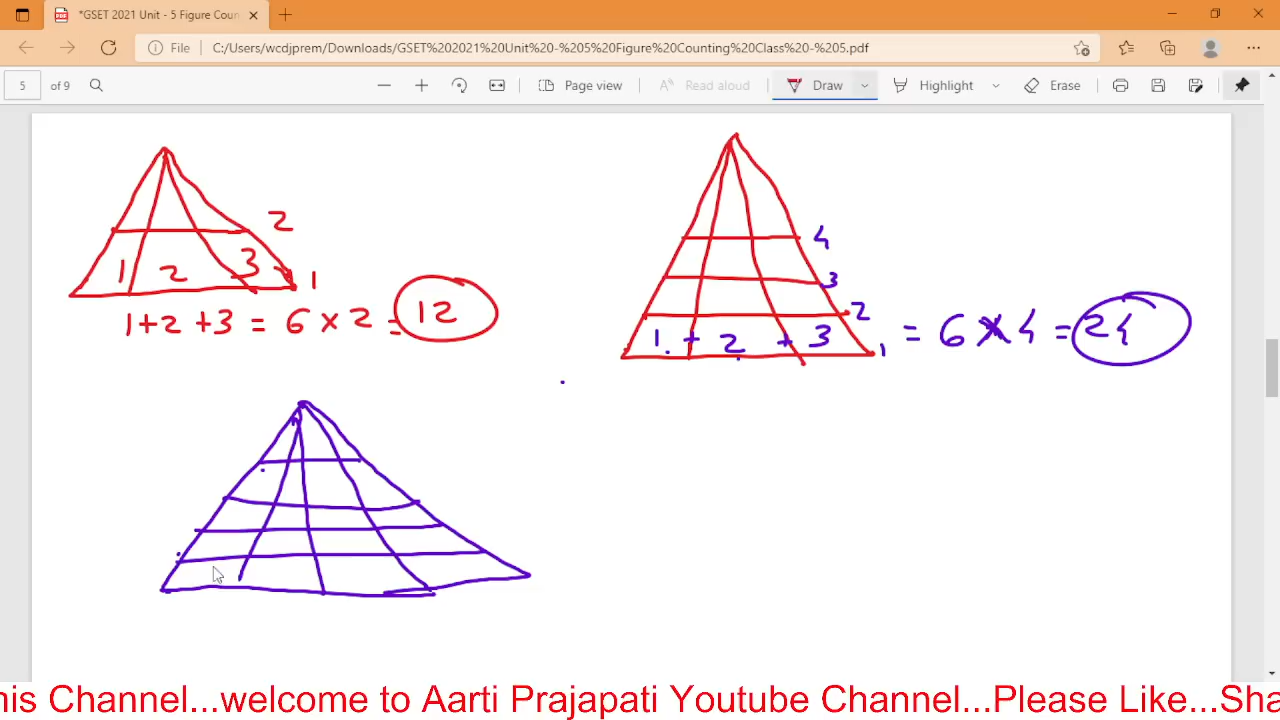 *GSET 2021 Unit - 5 Figure Coun
File C:/Users/wcdjprem/Downloads/GSET%202021%20Unit%20-%205%20Figure%20Counting%20Class%20-%205.pdf
5 of 9 Page view Read aloud Draw Highlight Erase
2
1 2 3 1
1+2+3 = 6 × 2 = 12
4
3
2
1 + 2 + 3 1 = 6 × 4 = 24
his Channel...welcome to Aarti Prajapati Youtube Channel...Please Like...Sha